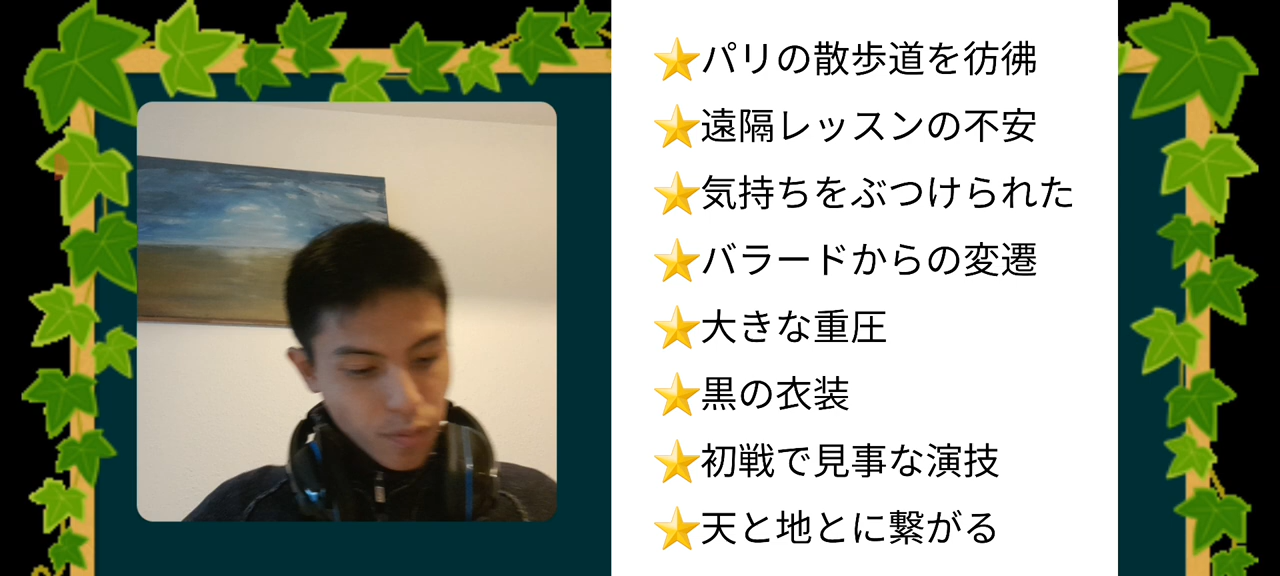 ⭐パリの散歩道を彷彿
⭐遠隔レッスンの不安
⭐気持ちをぶつけられた
⭐バラードからの変遷
⭐大きな重圧
⭐黒の衣装
⭐初戦で見事な演技
⭐天と地とに繋がる